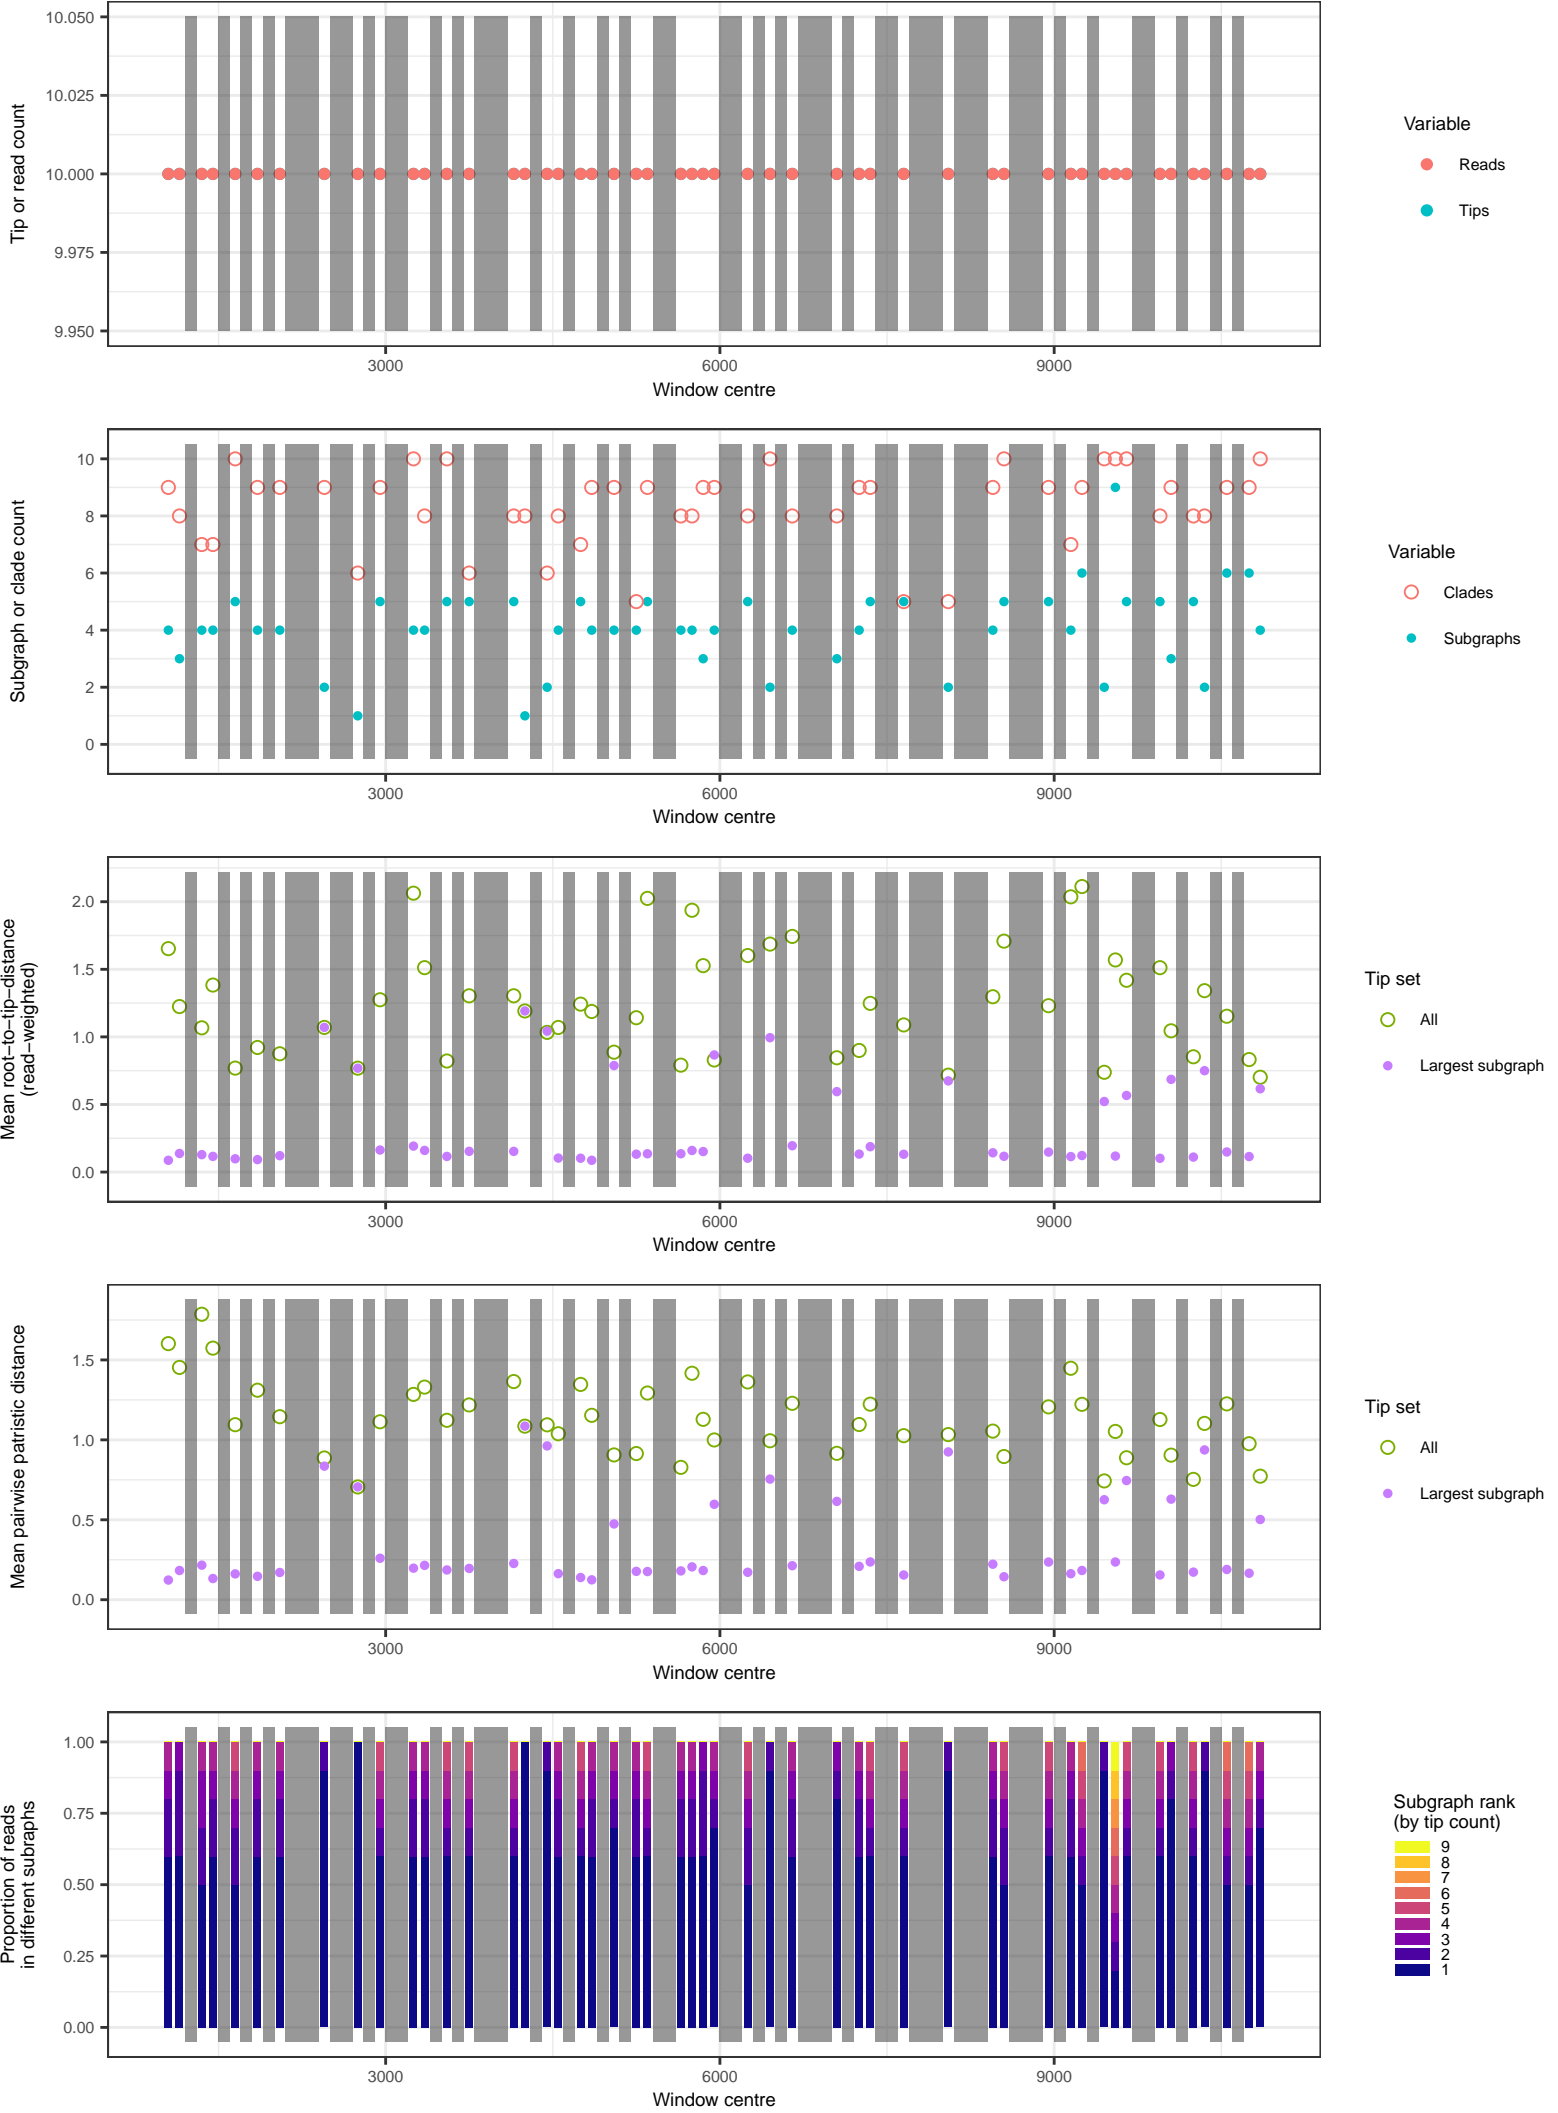 10.050
10.025
10.000
9.975
9.950
Tip or read count
3000 6000 9000
Window centre
Variable
Reads
Tips
10
8
6
4
2
0
Subgraph or clade count
3000 6000 9000
Window centre
Variable
Clades
Subgraphs
2.0
1.5
1.0
0.5
0.0
Mean root−to−tip−distance
(read−weighted)
3000 6000 9000
Window centre
Tip set
All
Largest subgraph
1.5
1.0
0.5
0.0
Mean pairwise patristic distance
3000 6000 9000
Window centre
Tip set
All
Largest subgraph
1.00
0.75
0.50
0.25
0.00
Proportion of reads
in different subraphs
3000 6000 9000
Window centre
Subgraph rank
(by tip count)
9
8
7
6
5
4
3
2
1